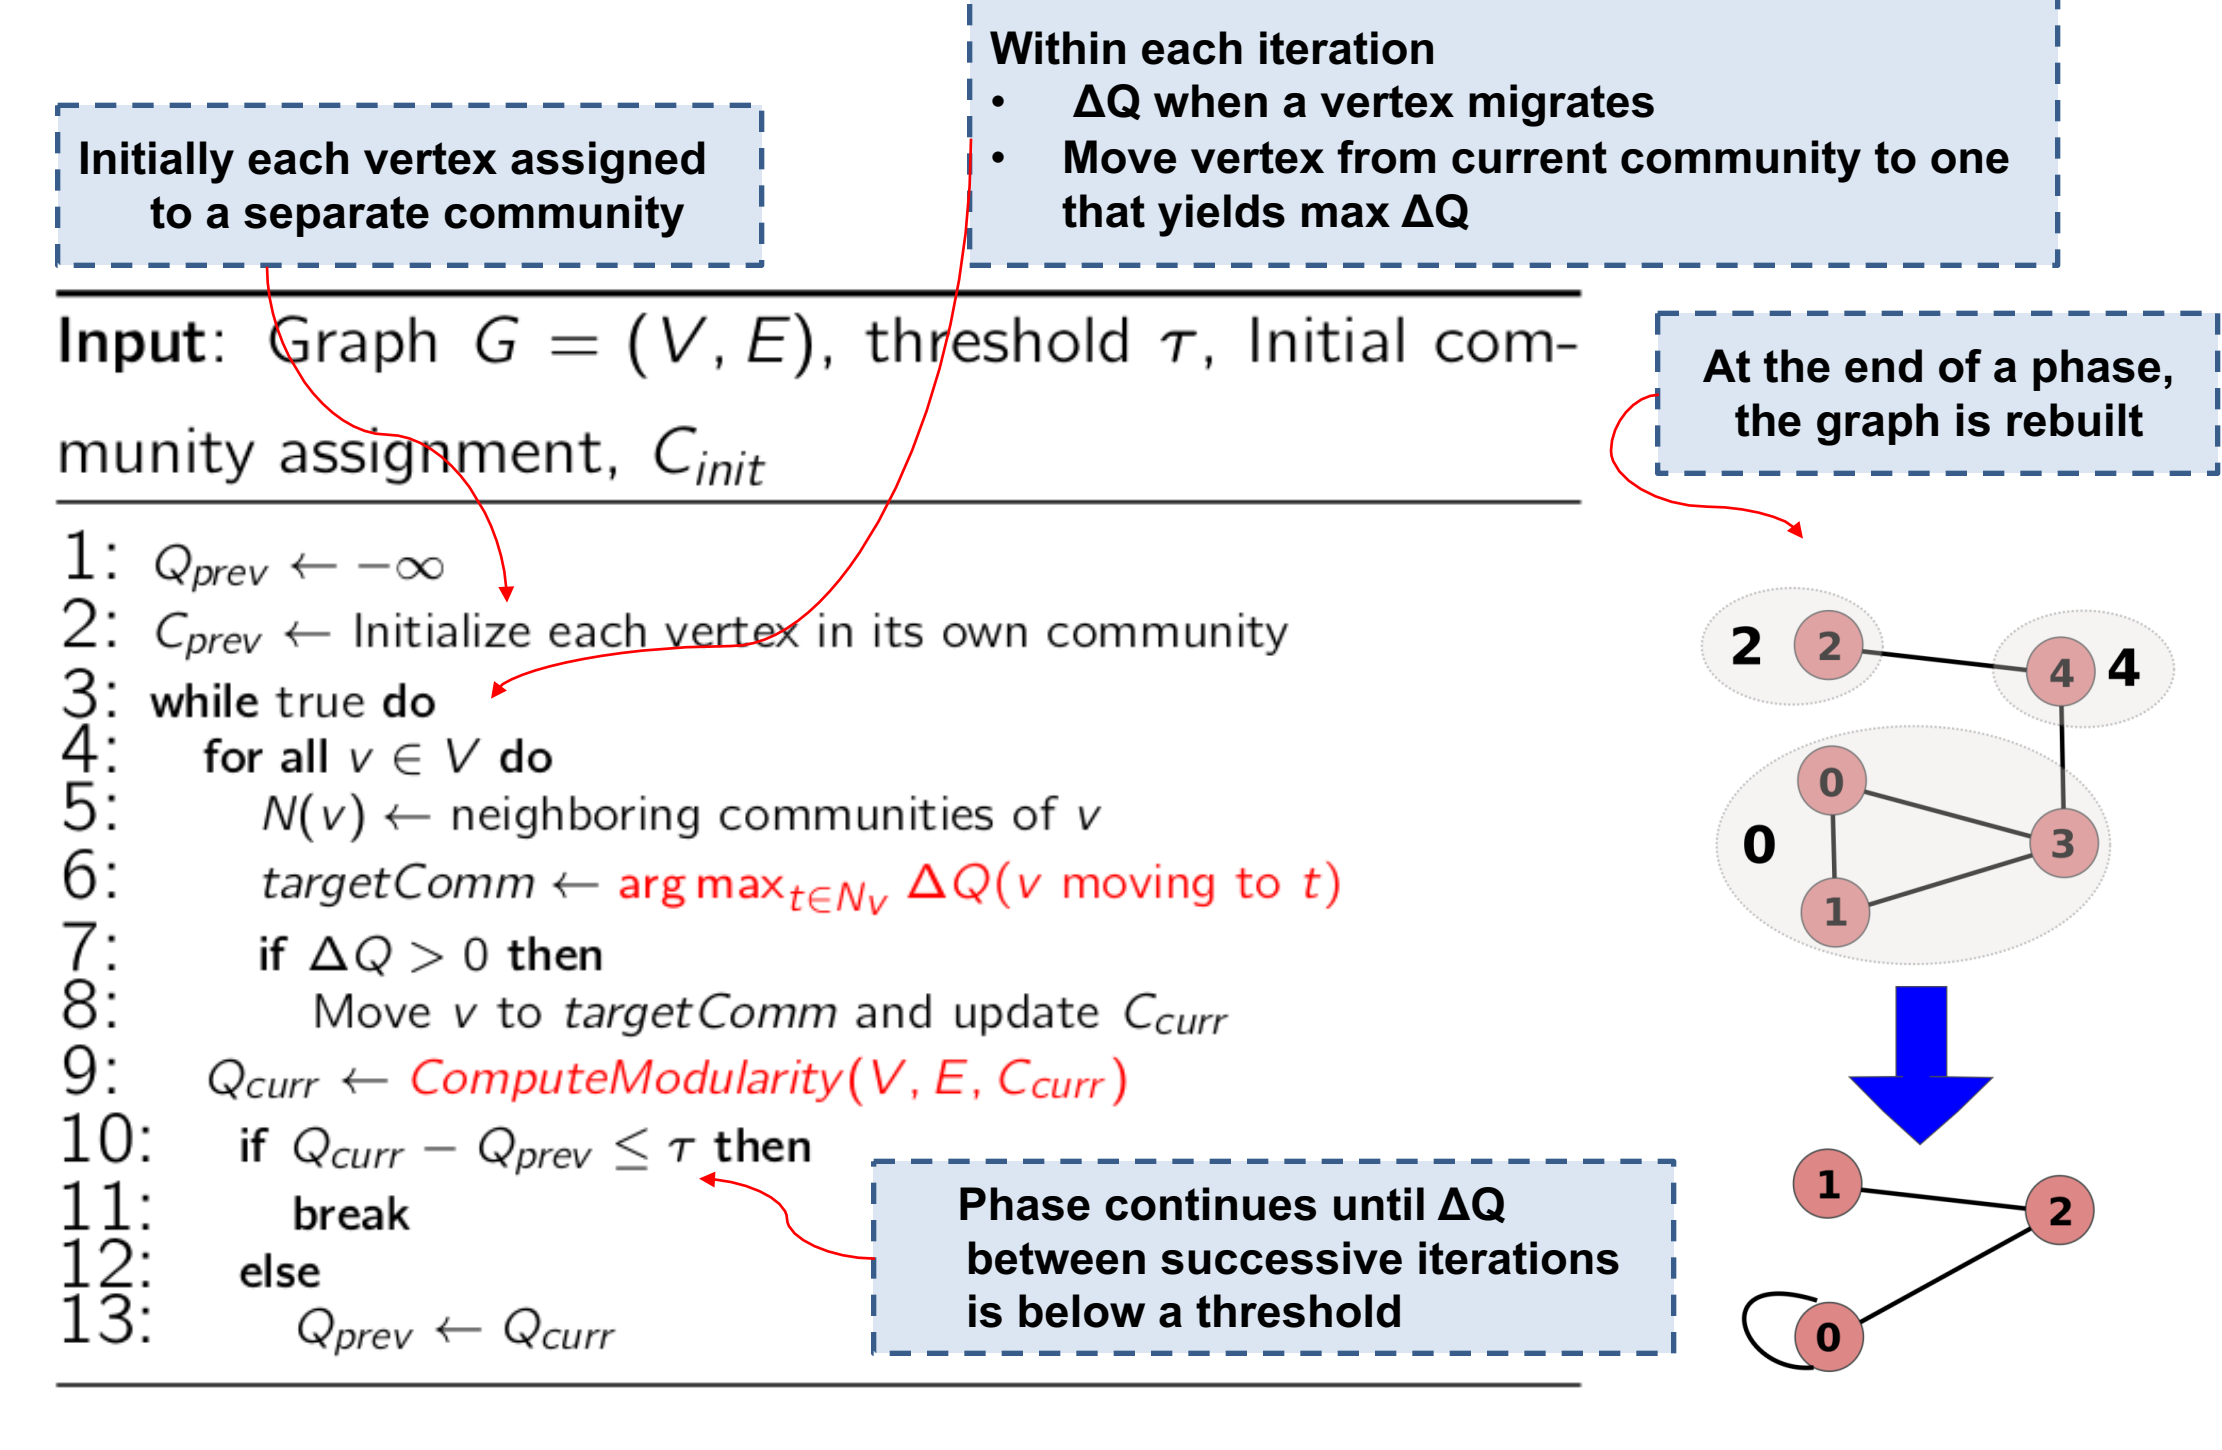 Within each iteration
• ΔQ when a vertex migrates
• Move vertex from current community to one
that yields max ΔQ
Initially each vertex assigned
to a separate community
Input: Graph G = (V, E), threshold τ, Initial com-
munity assignment, C_init
At the end of a phase,
the graph is rebuilt
1: Q_prev ← −∞
2: C_prev ← Initialize each vertex in its own community
3: while true do
4: for all v ∈ V do
5: N(v) ← neighboring communities of v
6: targetComm ← arg max_{t∈N_v} ΔQ(v moving to t)
7: if ΔQ > 0 then
8: Move v to targetComm and update C_curr
9: Q_curr ← ComputeModularity(V, E, C_curr)
10: if Q_curr − Q_prev ≤ τ then
11: break
12: else
13: Q_prev ← Q_curr
Phase continues until ΔQ
between successive iterations
is below a threshold
2 2
4 4
0
0 3
1
1
2
0